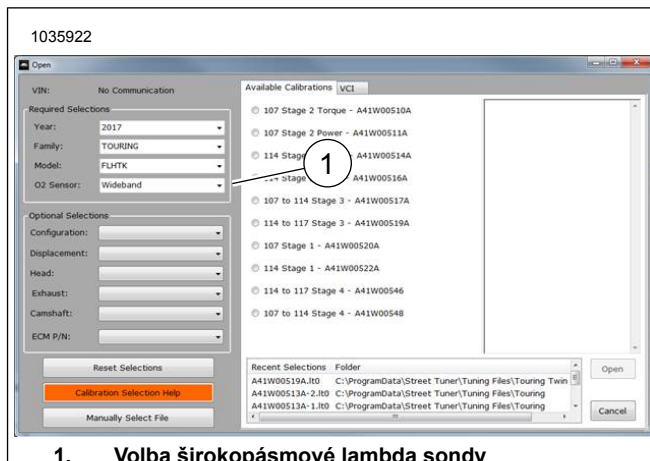 1035922
Open
VIN: No Communication
Required Selections
Year: 2017
Family: TOURING
Model: FLHTK
O2 Sensor: Wideband
Optional Selections
Configuration:
Displacement:
Head:
Exhaust:
Camshaft:
ECM P/N:
Reset Selections
Calibration Selection Help
Manually Select File
Available Calibrations VCI
107 Stage 2 Torque - A41W00510A
107 Stage 2 Power - A41W00511A
114 Stage - A41W00514A
114 Stage A41W00516A
107 to 114 Stage 3 - A41W00517A
114 to 117 Stage 3 - A41W00519A
107 Stage 1 - A41W00520A
114 Stage 1 - A41W00522A
114 to 117 Stage 4 - A41W00546
107 to 114 Stage 4 - A41W00548
1
Recent Selections Folder
A41W00519A.lt0 C:\ProgramData\Street Tuner\Tuning Files\Touring Twin
A41W00513A-2.lt0 C:\ProgramData\Street Tuner\Tuning Files\Touring
A41W00513A-1.lt0 C:\ProgramData\Street Tuner\Tuning Files\Touring
Open
Cancel
1. Volba širokopásmové lambda sondy